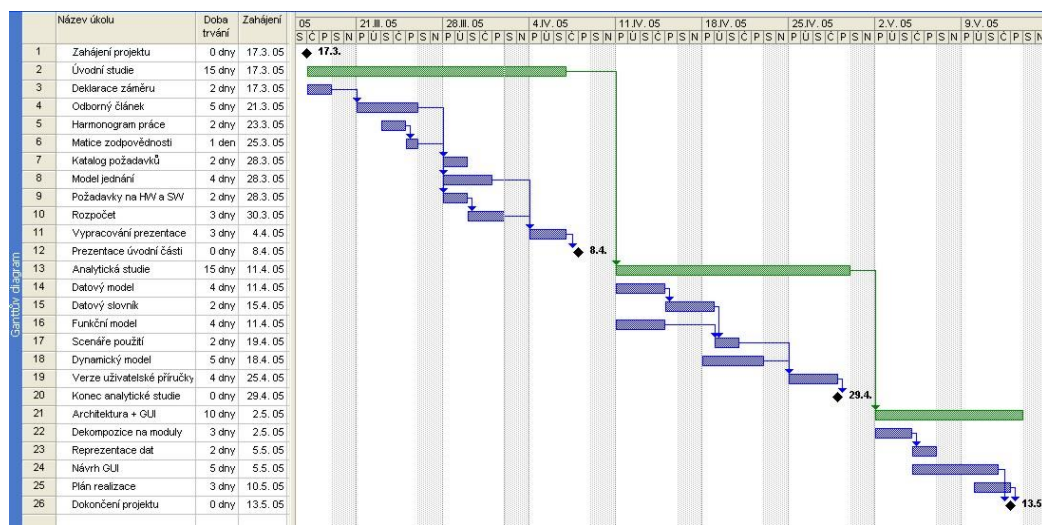 Název úkolu Doba trvání Zahájení 05 21.III. 05 28.III. 05 4.IV. 05 11.IV. 05 18.IV. 05 25.IV. 05 2.V. 05 9.V. 05
S Č P S N P Ú S Č P S N P Ú S Č P S N P Ú S Č P S N P Ú S Č P S N P Ú S Č P S N P Ú S Č P S N P Ú S Č P S N P Ú S Č P S N
1 Zahájení projektu 0 dny 17.3. 05 17.3.
2 Úvodní studie 15 dny 17.3. 05
3 Deklarace záměru 2 dny 17.3. 05
4 Odborný článek 5 dny 21.3. 05
5 Harmonogram práce 2 dny 23.3. 05
6 Matice zodpovědnosti 1 den 25.3. 05
7 Katalog požadavků 2 dny 28.3. 05
8 Model jednání 4 dny 28.3. 05
9 Požadavky na HW a SW 2 dny 28.3. 05
10 Rozpočet 3 dny 30.3. 05
11 Vypracování prezentace 3 dny 4.4. 05
12 Prezentace úvodní části 0 dny 8.4. 05 8.4.
13 Analytická studie 15 dny 11.4. 05
14 Datový model 4 dny 11.4. 05
15 Datový slovník 2 dny 15.4. 05
16 Funkční model 4 dny 11.4. 05
17 Scenáře použití 2 dny 19.4. 05
18 Dynamický model 5 dny 18.4. 05
19 Verze uživatelské příručky 4 dny 25.4. 05
20 Konec analytické studie 0 dny 29.4. 05 29.4.
21 Architektura + GUI 10 dny 2.5. 05
22 Dekompozice na moduly 3 dny 2.5. 05
23 Reprezentace dat 2 dny 5.5. 05
24 Návrh GUI 5 dny 5.5. 05
25 Plán realizace 3 dny 10.5. 05
26 Dokončení projektu 0 dny 13.5. 05 13.5
Ganttův diagram